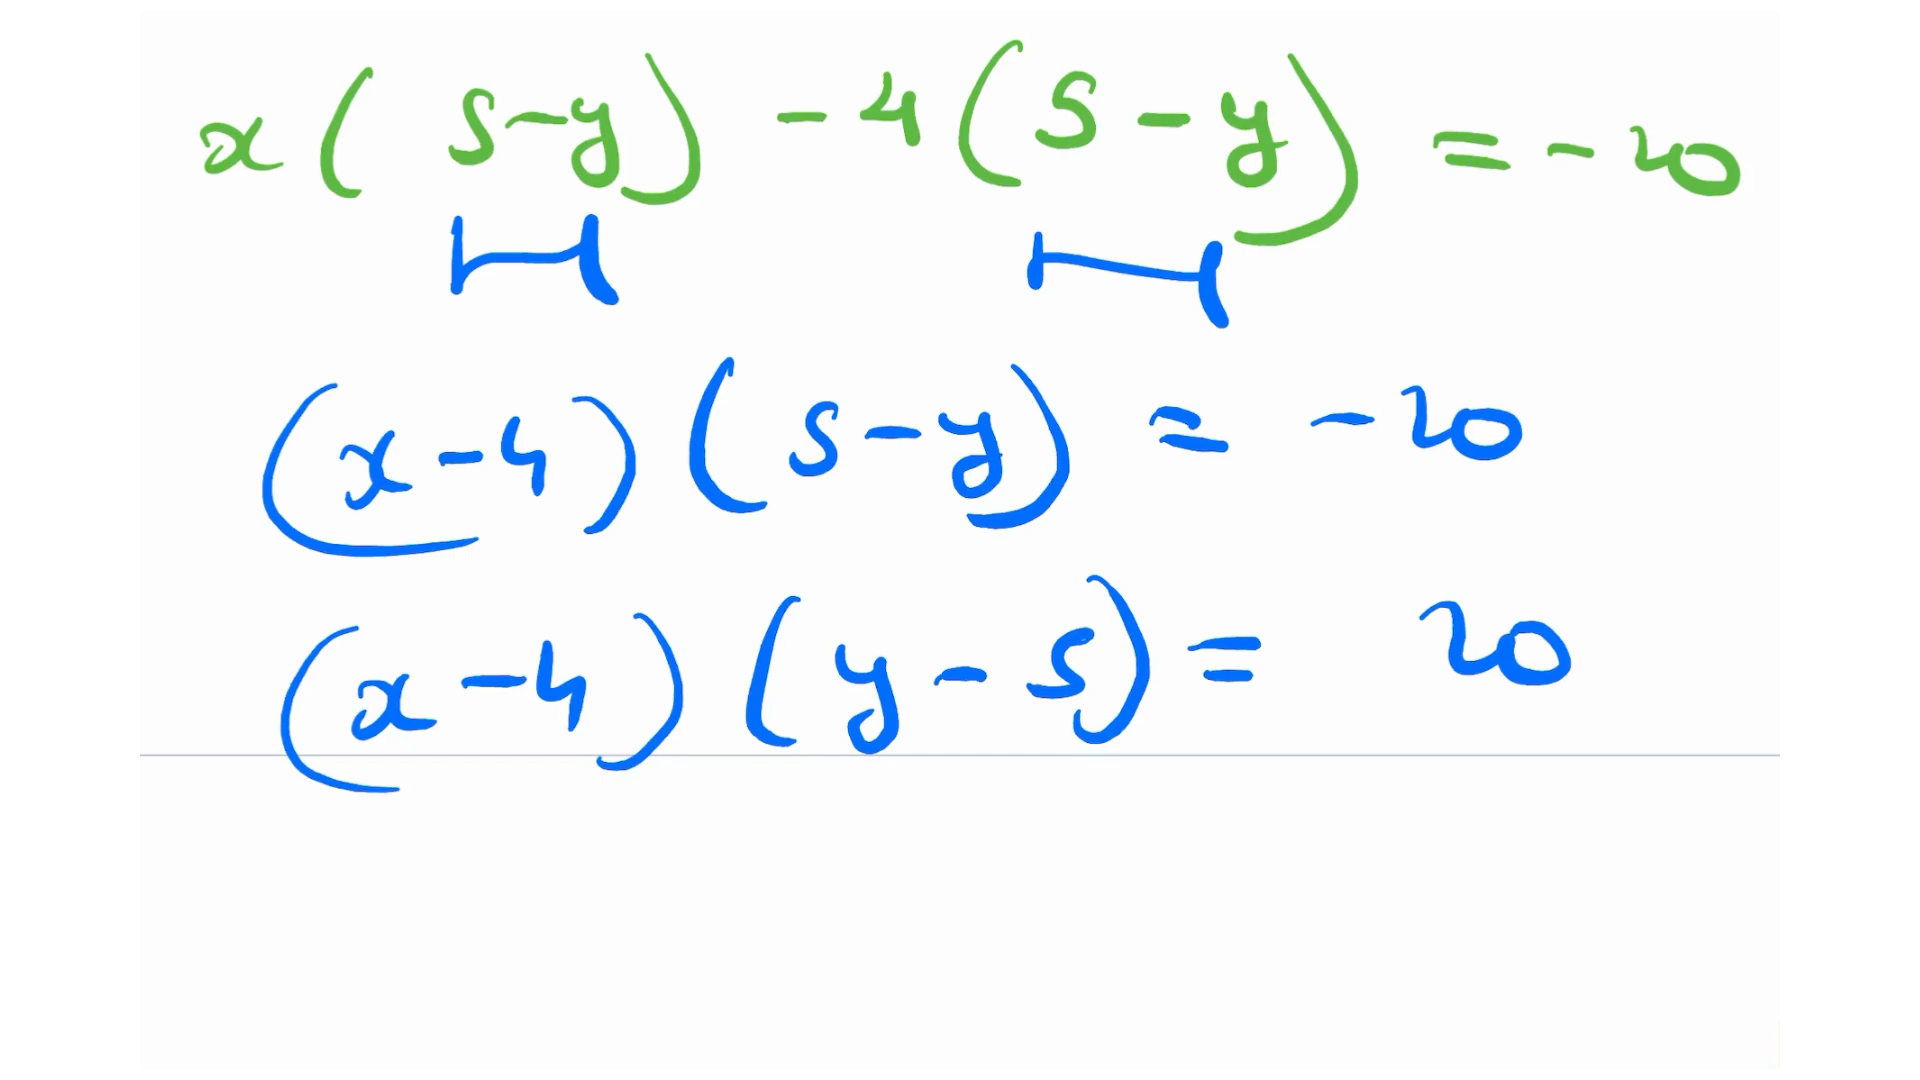 x(5-y) -4(5-y) = -20
(x-4)(5-y) = -20
(x-4)(y-5) = 20